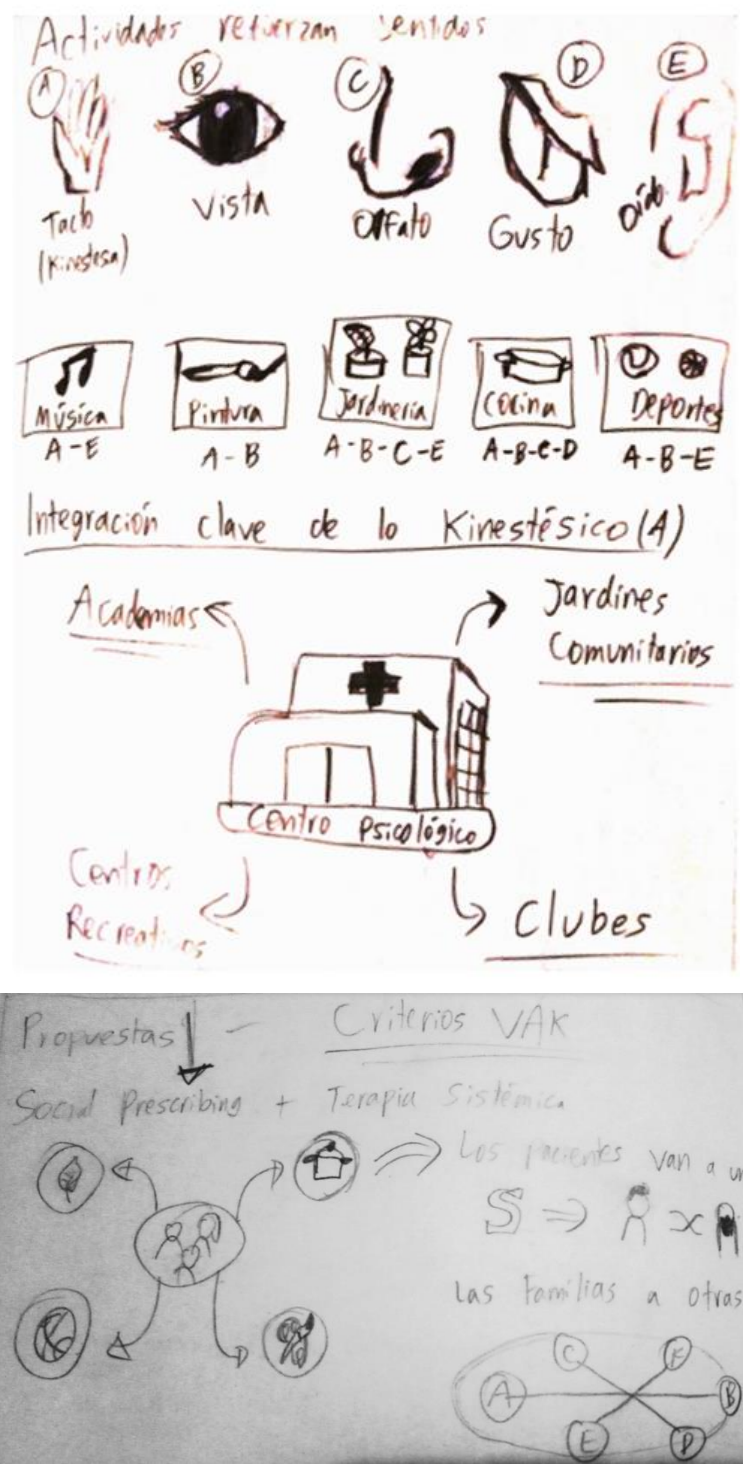 Actividades refuerzan sentidos
A B C D E
Tacto
(Kinestesa)
Vista
Olfato
Gusto
Oído
Música
A-E
Pintura
A-B
Jardinería
A-B-C-E
Cocina
A-B-C-D
Deportes
A-B-E
Integración clave de lo Kinestésico (A)
Academias
Jardines
Comunitarios
Centro Psicológico
Centros
Recreativos
Clubes
Propuestas - Criterios VAK
Social Prescribing + Terapia Sistémica
Los pacientes van a un
S
Las familias a otras
C F
A B
E D